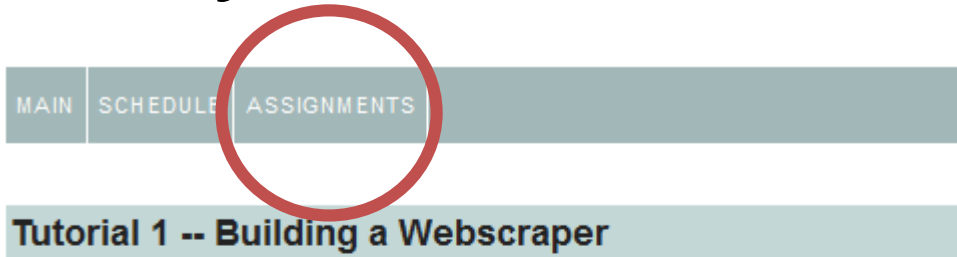 MAIN SCHEDULE ASSIGNMENTS
Tutorial 1 -- Building a Webscraper